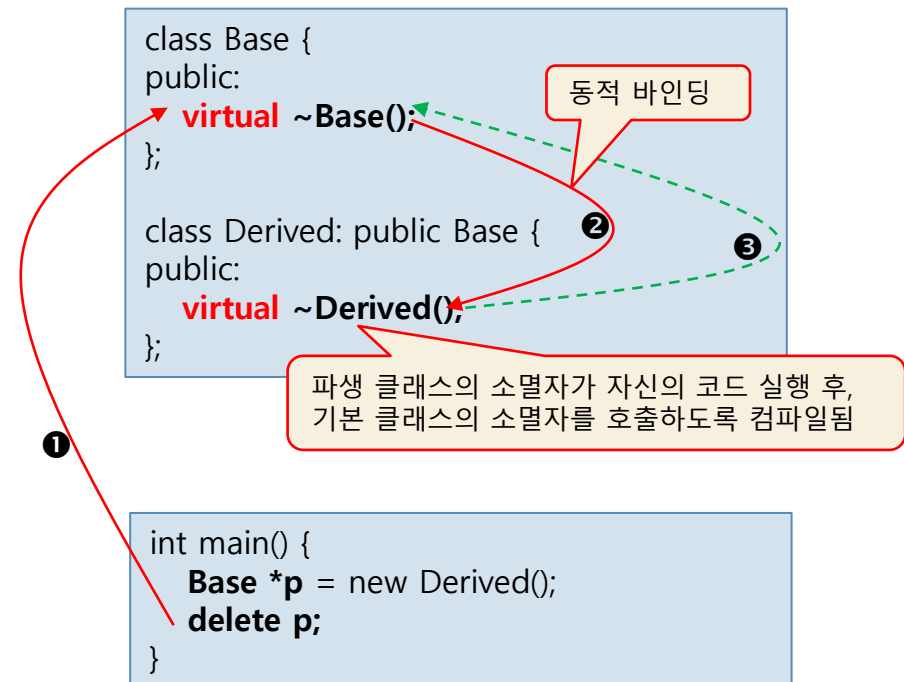 class Base {
public:
virtual ~Base();
};
동적 바인딩
class Derived: public Base {
public:
virtual ~Derived();
};
❷
❸
파생 클래스의 소멸자가 자신의 코드 실행 후,
기본 클래스의 소멸자를 호출하도록 컴파일됨
❶
int main() {
Base *p = new Derived();
delete p;
}